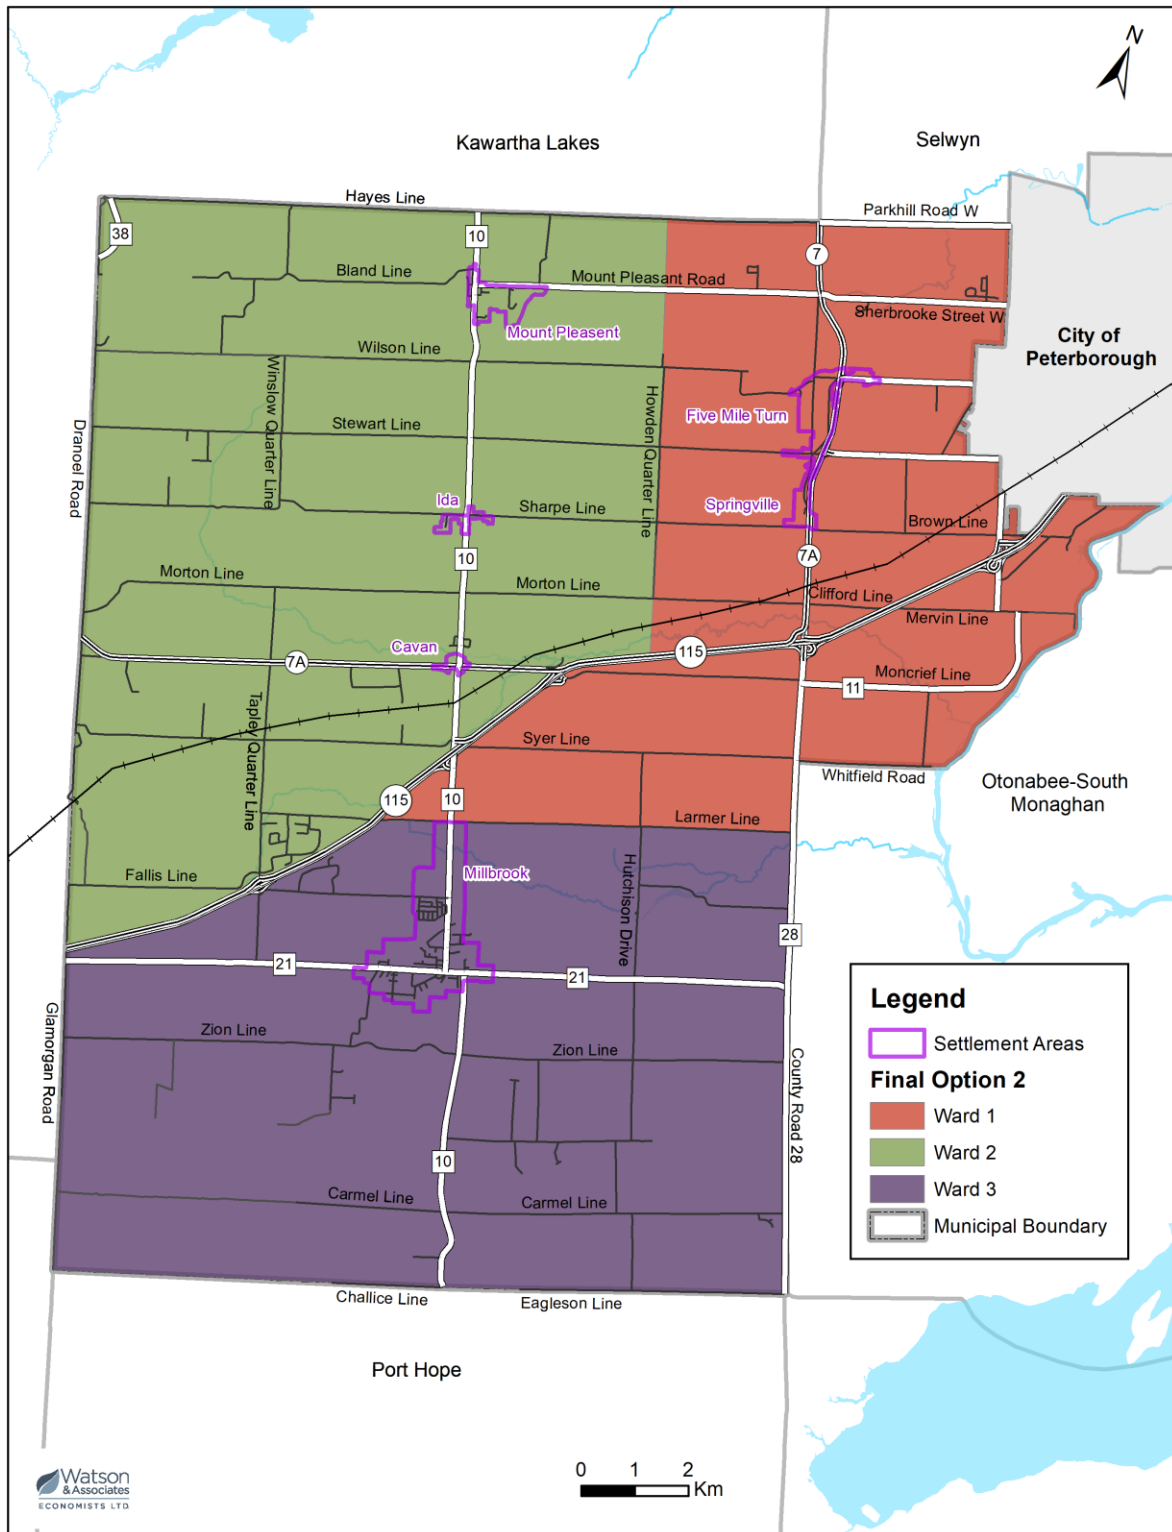 N
Kawartha Lakes
Selwyn
Hayes Line
Parkhill Road W
38
10
7
Bland Line
Mount Pleasant Road
Sherbrooke Street W
Mount Pleasent
City of
Peterborough
Wilson Line
Winslow Quarter Line
Howden Quarter Line
Five Mile Turn
Stewart Line
Dranoel Road
Ida
Sharpe Line
Springville
Brown Line
10
7A
Morton Line
Morton Line
Clifford Line
Mervin Line
Cavan
7A
115
Moncrief Line
11
Tapley Quarter Line
Syer Line
Whitfield Road
Otonabee-South
Monaghan
115
10
Larmer Line
Fallis Line
Millbrook
Hutchison Drive
28
21
21
Glamorgan Road
Zion Line
Zion Line
County Road 28
10
Carmel Line
Carmel Line
Challice Line
Eagleson Line
Port Hope
Legend
Settlement Areas
Final Option 2
Ward 1
Ward 2
Ward 3
Municipal Boundary
Watson
& Associates
ECONOMISTS LTD.
0 1 2
Km